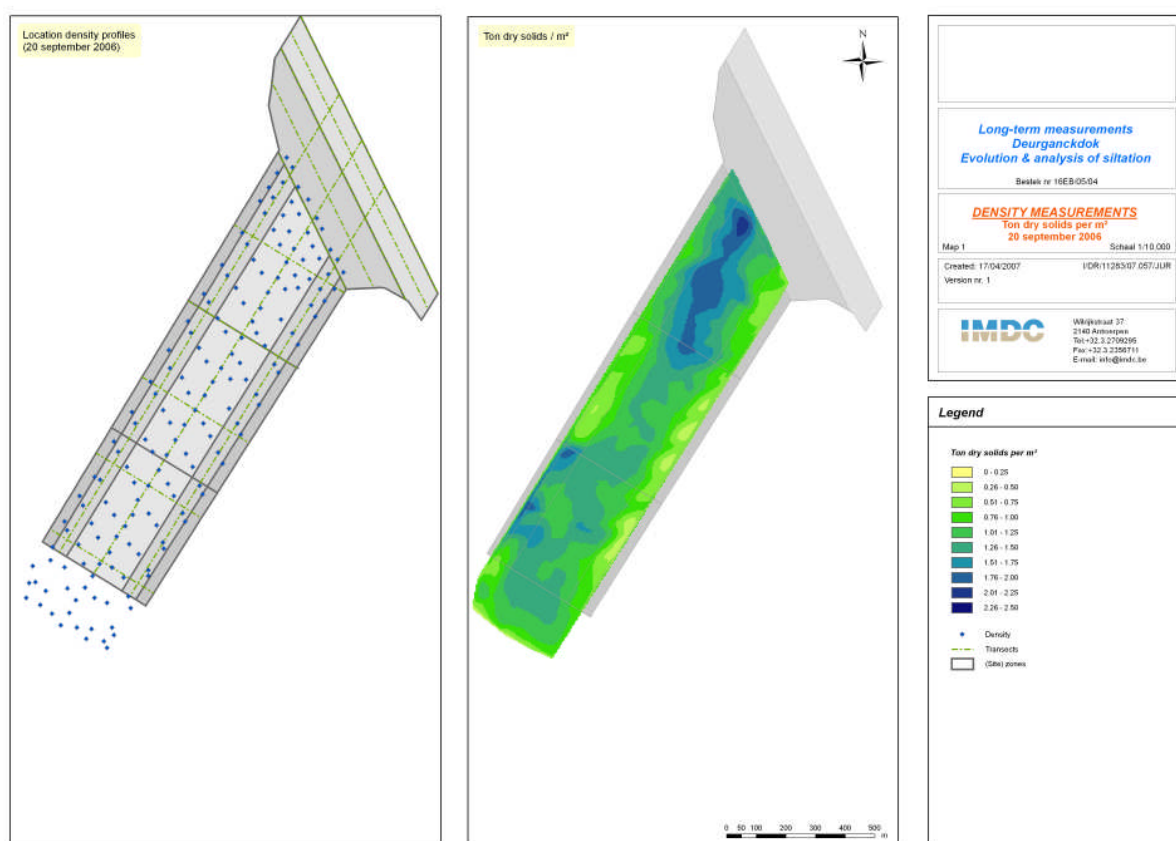 Location density profiles
(20 september 2006)
Ton dry solids / m²
N
0 50 100 200 300 400 500
m
Long-term measurements
Deurganckdok
Evolution & analysis of siltation
Bestek nr 16EB/05/04
DENSITY MEASUREMENTS
Ton dry solids per m²
20 september 2006
Map 1 Schaal 1/10.000
Created: 17/04/2007 I/DR/11283/07.057/JUR
Version nr. 1
IMDC
Wilrijkstraat 37
2140 Antwerpen
Tel:+32.3.2709295
Fax:+32.3.2356711
E-mail: info@imdc.be
Legend
Ton dry solids per m²
0 - 0.25
0.26 - 0.50
0.51 - 0.75
0.76 - 1.00
1.01 - 1.25
1.26 - 1.50
1.51 - 1.75
1.76 - 2.00
2.01 - 2.25
2.26 - 2.50
Density
Transects
zones